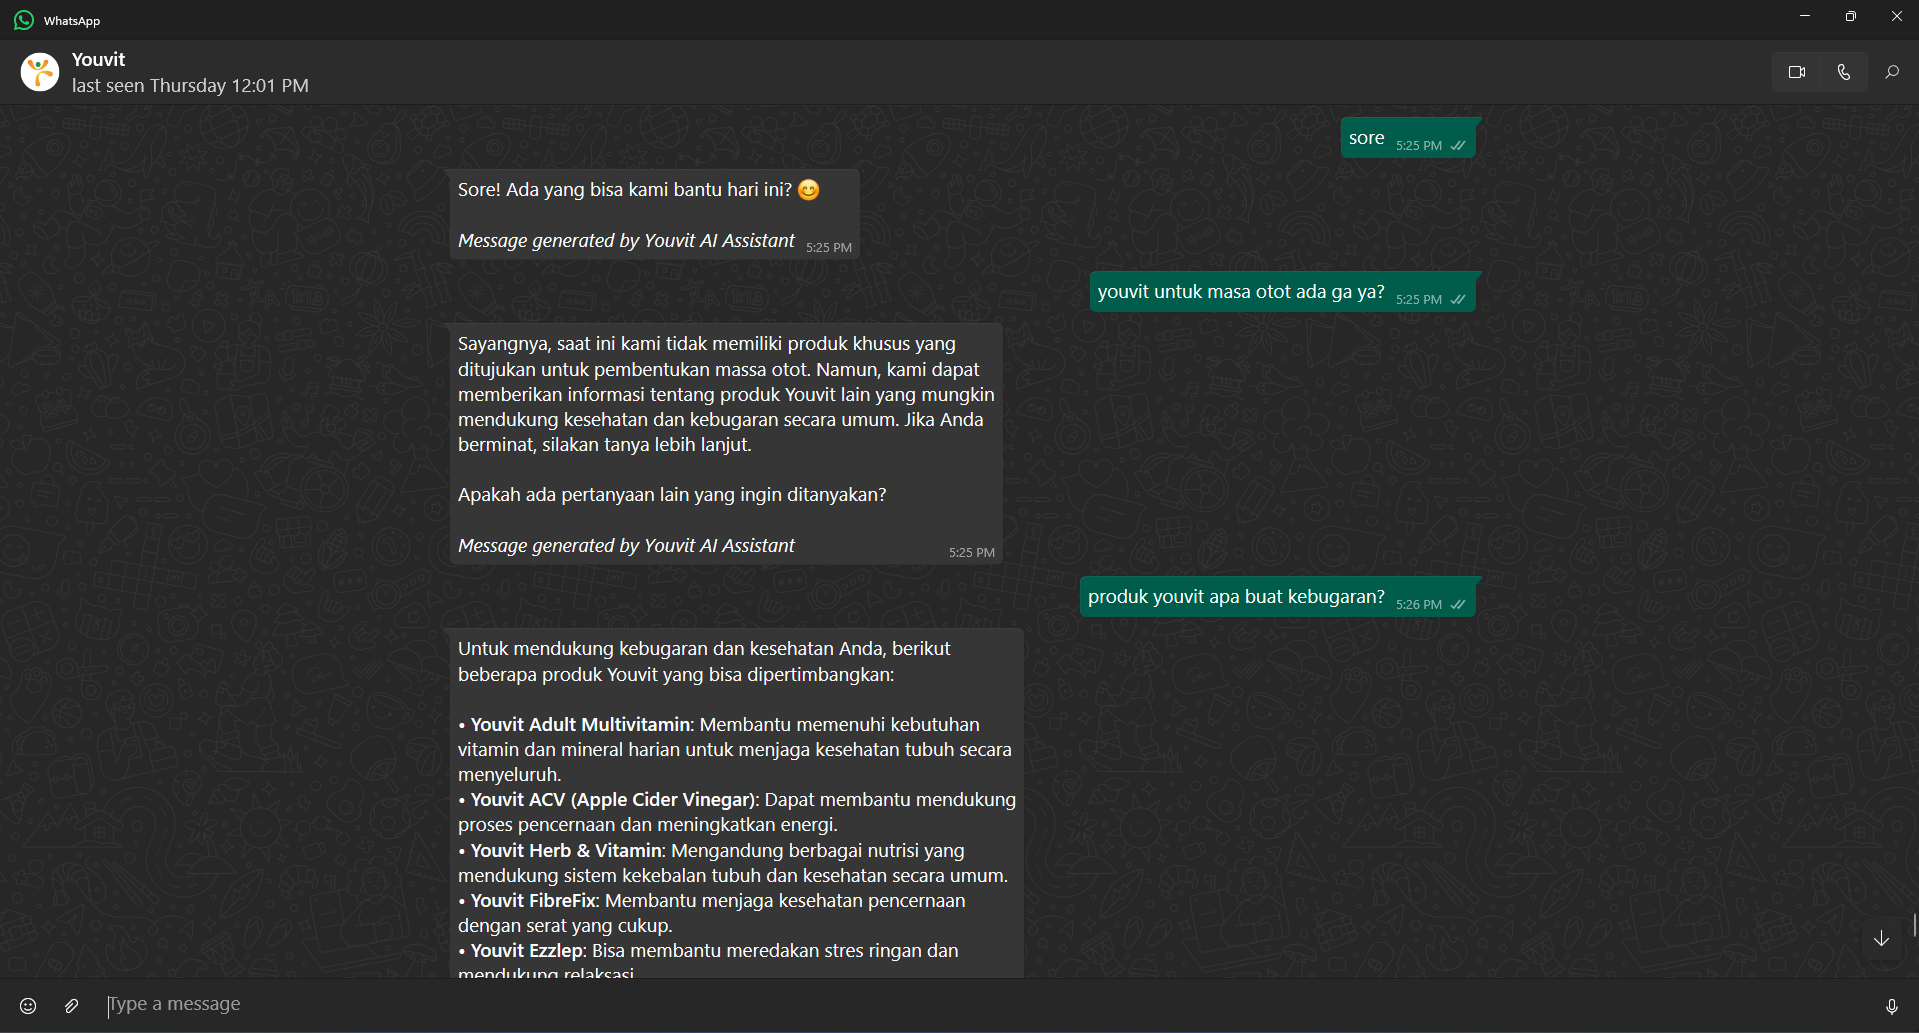 WhatsApp
Youvit
last seen Thursday 12:01 PM
sore 5:25 PM
Sore! Ada yang bisa kami bantu hari ini? 😊
Message generated by Youvit AI Assistant 5:25 PM
youvit untuk masa otot ada ga ya? 5:25 PM
Sayangnya, saat ini kami tidak memiliki produk khusus yang
ditujukan untuk pembentukan massa otot. Namun, kami dapat
memberikan informasi tentang produk Youvit lain yang mungkin
mendukung kesehatan dan kebugaran secara umum. Jika Anda
berminat, silakan tanya lebih lanjut.
Apakah ada pertanyaan lain yang ingin ditanyakan?
Message generated by Youvit AI Assistant 5:25 PM
produk youvit apa buat kebugaran? 5:26 PM
Untuk mendukung kebugaran dan kesehatan Anda, berikut
beberapa produk Youvit yang bisa dipertimbangkan:
• Youvit Adult Multivitamin: Membantu memenuhi kebutuhan
vitamin dan mineral harian untuk menjaga kesehatan tubuh secara
menyeluruh.
• Youvit ACV (Apple Cider Vinegar): Dapat membantu mendukung
proses pencernaan dan meningkatkan energi.
• Youvit Herb & Vitamin: Mengandung berbagai nutrisi yang
mendukung sistem kekebalan tubuh dan kesehatan secara umum.
• Youvit FibreFix: Membantu menjaga kesehatan pencernaan
dengan serat yang cukup.
• Youvit Ezzlep: Bisa membantu meredakan stres ringan dan
mendukung relaksasi
Type a message